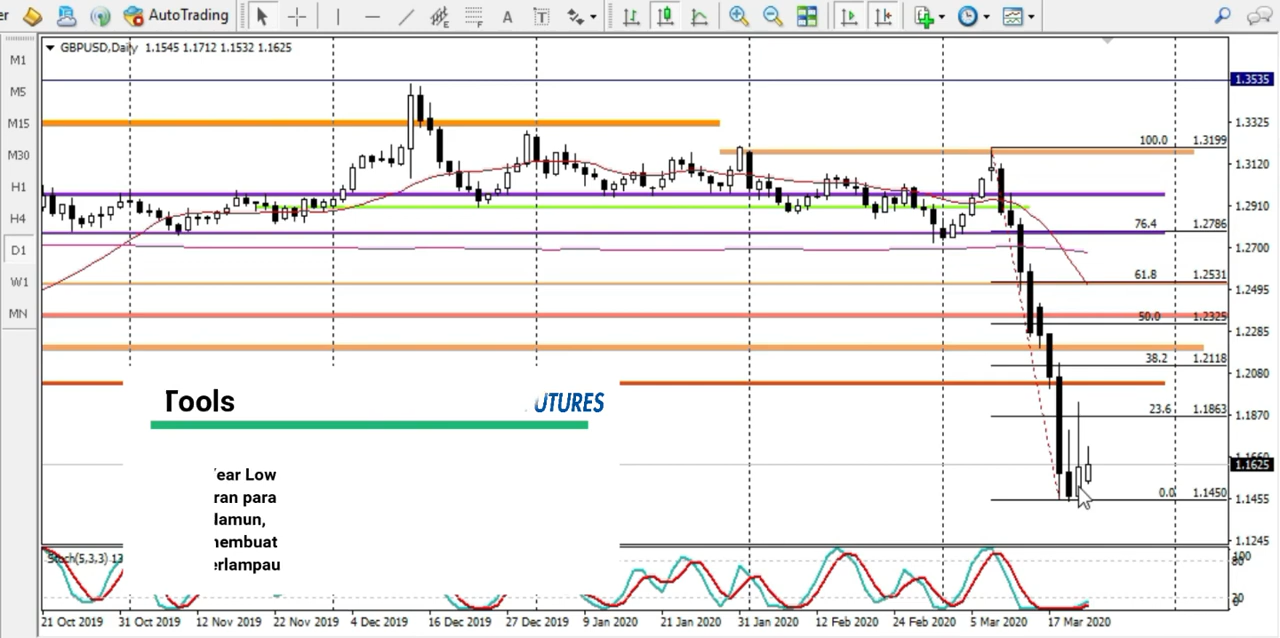 AutoTrading
E
F
A
T
M1
M5
M15
M30
H1
H4
D1
W1
MN
GBPUSD,Daily 1.1545 1.1712 1.1532 1.1625
1.3535
1.3325
1.3120
1.2910
1.2700
1.2495
1.2285
1.2080
1.1870
1.1625
1.1455
1.1245
100.0 1.3199
76.4 1.2786
61.8 1.2531
50.0 1.2325
38.2 1.2118
23.6 1.1863
0.0 1.1450
Tools
UTURES
ear Low
ran para
lamun,
membuat
erlampau
Stoch(5,3,3)
100
80
20
0
21 Oct 2019 31 Oct 2019 12 Nov 2019 22 Nov 2019 4 Dec 2019 16 Dec 2019 27 Dec 2019 9 Jan 2020 21 Jan 2020 31 Jan 2020 12 Feb 2020 24 Feb 2020 5 Mar 2020 17 Mar 2020